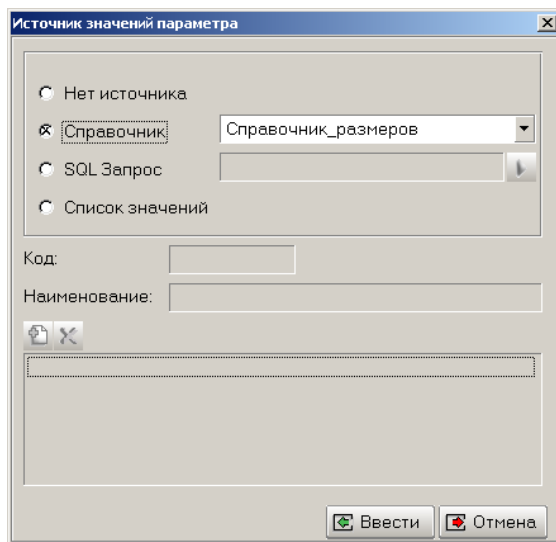 Источник значений параметра
Нет источника
Справочник Справочник_размеров
SQL Запрос
Список значений
Код:
Наименование:
Ввести Отмена